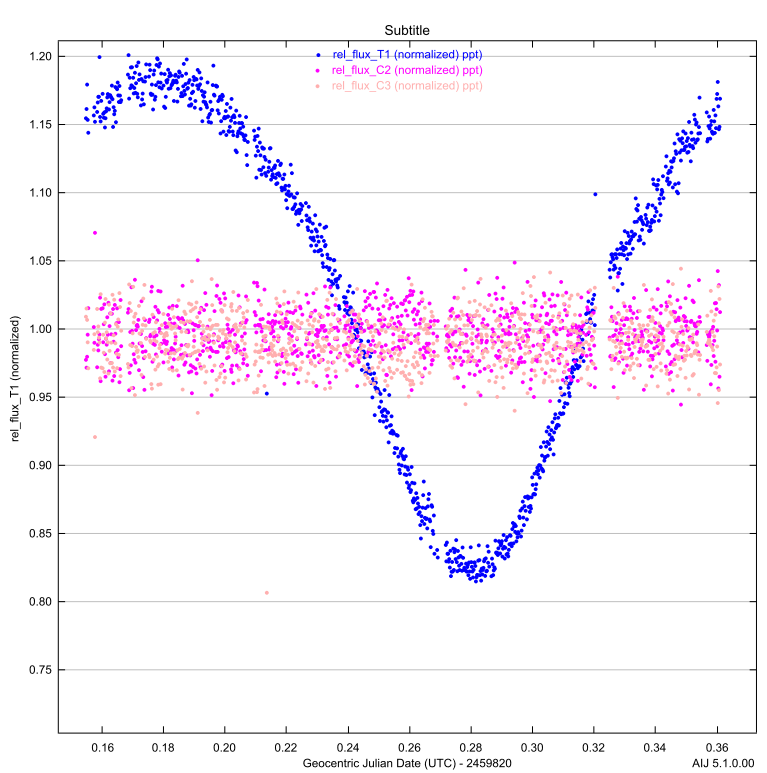 Subtitle
rel_flux_T1 (normalized) ppt)
rel_flux_C2 (normalized) ppt)
rel_flux_C3 (normalized) ppt)
rel_flux_T1 (normalized)
1.20
1.15
1.10
1.05
1.00
0.95
0.90
0.85
0.80
0.75
0.16 0.18 0.20 0.22 0.24 0.26 0.28 0.30 0.32 0.34 0.36
Geocentric Julian Date (UTC) - 2459820
AIJ 5.1.0.00